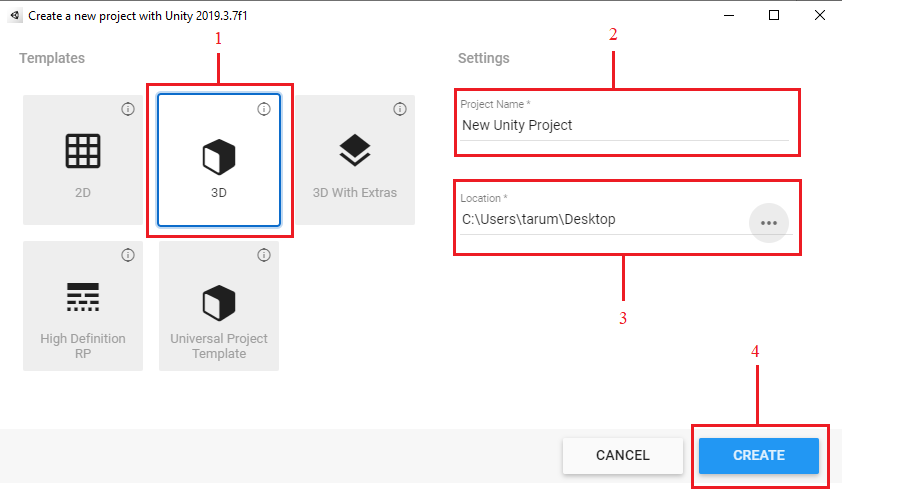 Create a new project with Unity 2019.3.7f1
1
2
Templates
Settings
2D
3D
3D With Extras
Project Name *
New Unity Project
Location *
C:\Users\tarum\Desktop
...
3
High Definition
RP
Universal Project
Template
4
CANCEL
CREATE